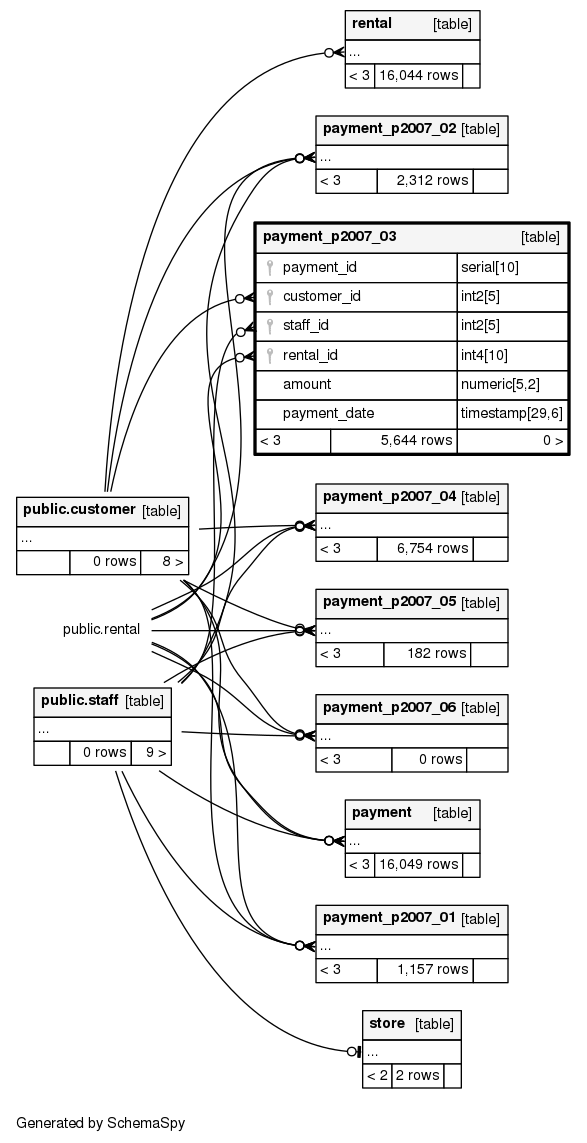 rental [table]
...
< 3 16,044 rows
payment_p2007_02 [table]
...
< 3 2,312 rows
payment_p2007_03 [table]
payment_id serial[10]
customer_id int2[5]
staff_id int2[5]
rental_id int4[10]
amount numeric[5,2]
payment_date timestamp[29,6]
< 3 5,644 rows 0 >
payment_p2007_04 [table]
...
< 3 6,754 rows
public.customer [table]
...
0 rows 8 >
payment_p2007_05 [table]
...
< 3 182 rows
public.rental
public.staff [table]
...
0 rows 9 >
payment_p2007_06 [table]
...
< 3 0 rows
payment [table]
...
< 3 16,049 rows
payment_p2007_01 [table]
...
< 3 1,157 rows
store [table]
...
< 2 2 rows
Generated by SchemaSpy